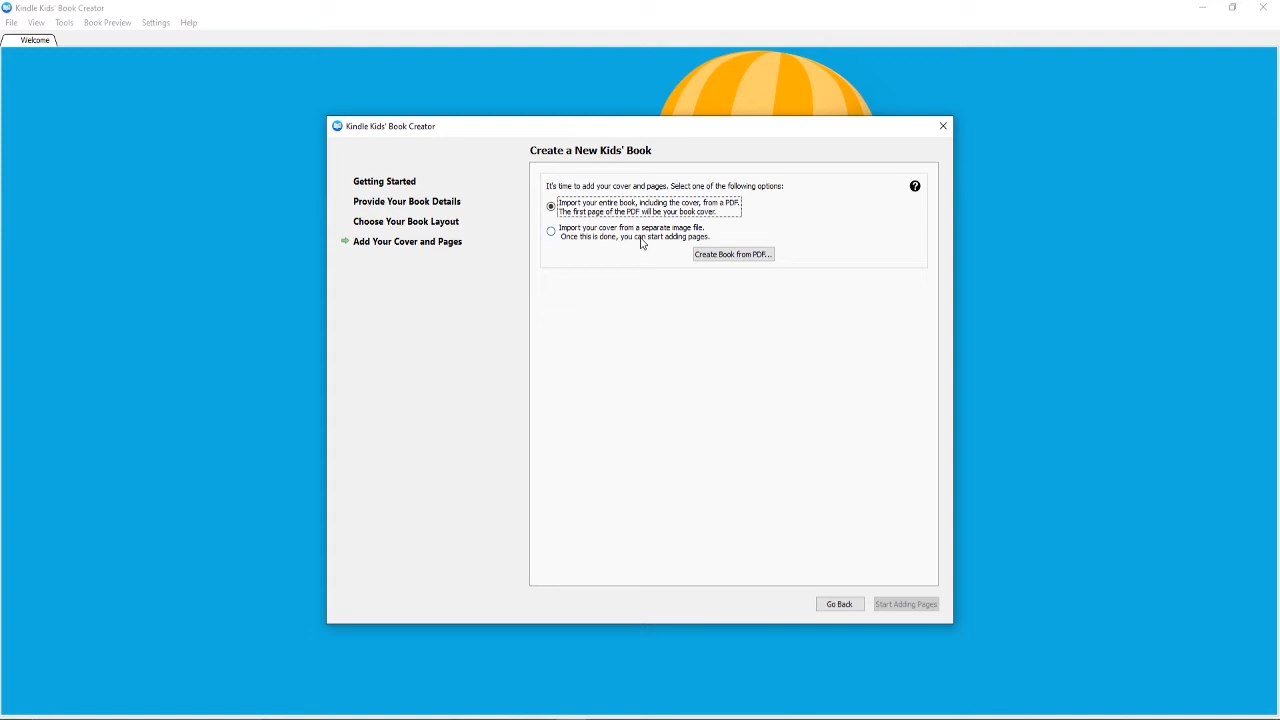 Kindle Kids' Book Creator
File View Tools Book Preview Settings Help
Welcome
Kindle Kids' Book Creator
Create a New Kids' Book
Getting Started
Provide Your Book Details
Choose Your Book Layout
Add Your Cover and Pages
It's time to add your cover and pages. Select one of the following options:
Import your entire book, including the cover, from a PDF.
The first page of the PDF will be your book cover.
Import your cover from a separate image file.
Once this is done, you can start adding pages.
Create Book from PDF...
Go Back
Start Adding Pages